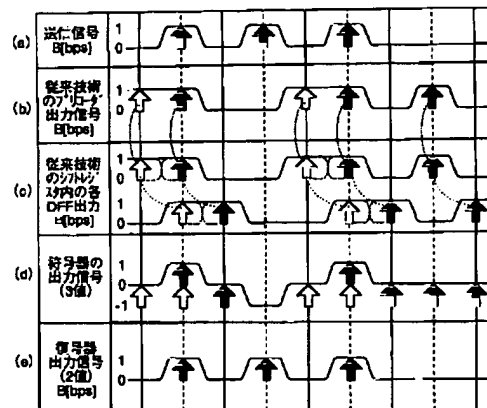 (a) 送信信号 B[bps] 1 0
(b) 従来技術のプリコーダ出力信号 B[bps] 1 0
(c) 従来技術のシフトレジスタ内の各DFF出力 B[bps] 1 0 1 0
(d) 符号器の出力信号 (3値) 1 0 -1
(e) 復号器出力信号 (2値) B[bps] 1 0